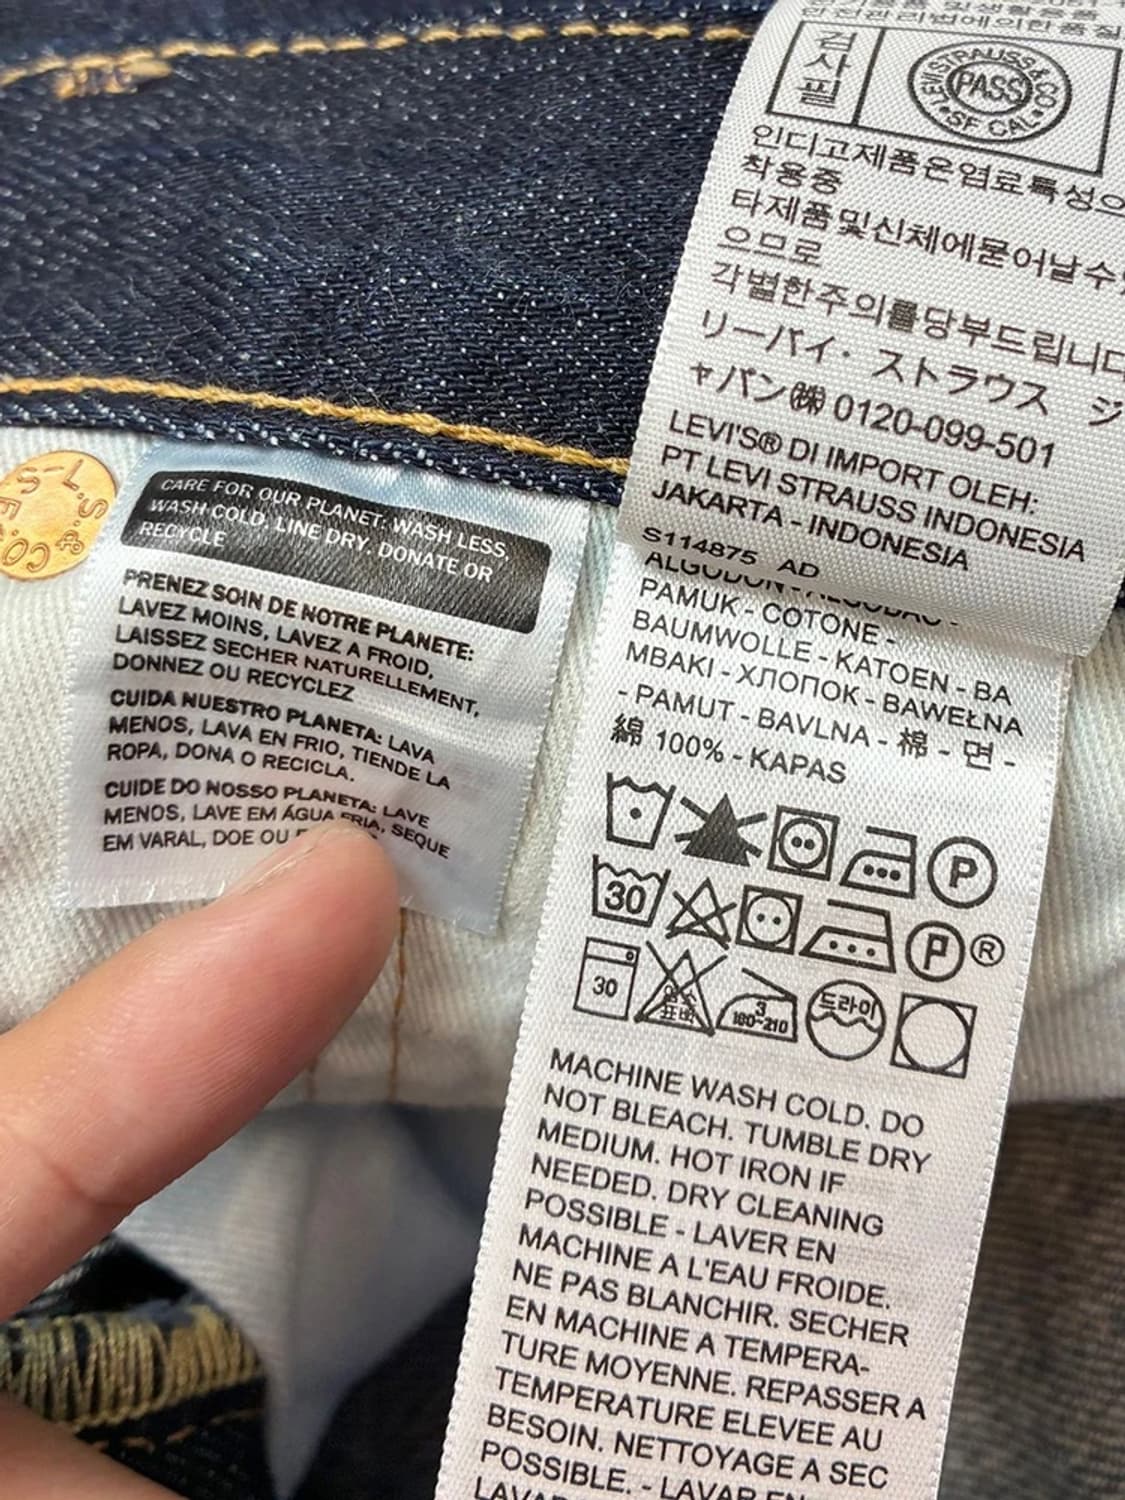 L.S.&CO. S.F.
CARE FOR OUR PLANET: WASH LESS,
WASH COLD, LINE DRY, DONATE OR
RECYCLE
PRENEZ SOIN DE NOTRE PLANETE:
LAVEZ MOINS, LAVEZ A FROID,
LAISSEZ SECHER NATURELLEMENT,
DONNEZ OU RECYCLEZ
CUIDA NUESTRO PLANETA: LAVA
MENOS, LAVA EN FRIO, TIENDE LA
ROPA, DONA O RECICLA.
CUIDE DO NOSSO PLANETA: LAVE
MENOS, LAVE EM ÁGUA FRIA, SEQUE
EM VARAL, DOE OU
검사필
LEVI STRAUSS & CO.
PASS
SF CAL
인디고제품은염료특성으
착용중
타제품및신체에묻어날수
으므로
각별한주의를당부드립니다
リーバイ・ストラウス ジ
ャパン㈱ 0120-099-501
LEVI'S® DI IMPORT OLEH:
PT LEVI STRAUSS INDONESIA
JAKARTA - INDONESIA
S114875 AD
PAMUK - COTONE -
BAUMWOLLE - KATOEN - BA
MBAKI - ХЛОПОК - BAWEŁNA
- PAMUT - BAVLNA - 棉 - 면 -
綿 100% - KAPAS
P
30 P ®
30 3 180~210 드라이
MACHINE WASH COLD. DO
NOT BLEACH. TUMBLE DRY
MEDIUM. HOT IRON IF
NEEDED. DRY CLEANING
POSSIBLE - LAVER EN
MACHINE A L'EAU FROIDE.
NE PAS BLANCHIR. SECHER
EN MACHINE A TEMPERA-
TURE MOYENNE. REPASSER A
TEMPERATURE ELEVEE AU
BESOIN. NETTOYAGE A SEC
POSSIBLE. - LAVAR EN